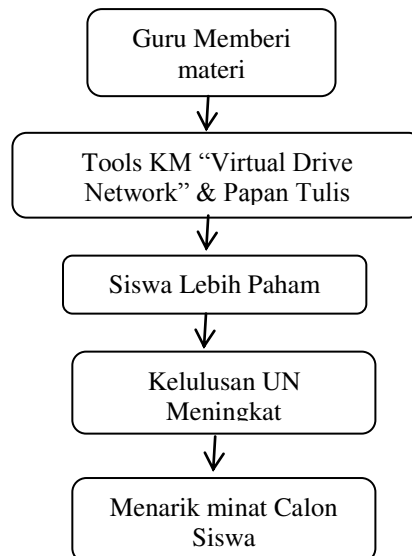 Guru Memberi
materi
Tools KM “Virtual Drive
Network” & Papan Tulis
Siswa Lebih Paham
Kelulusan UN
Meningkat
Menarik minat Calon
Siswa